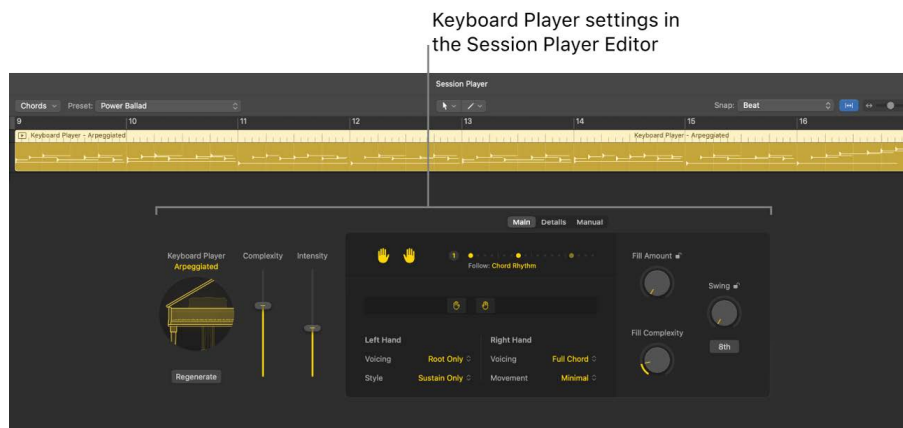 Keyboard Player settings in
the Session Player Editor
Session Player
Chords Preset: Power Ballad Snap: Beat
9 10 11 12 13 14 15 16
Keyboard Player - Arpeggiated Keyboard Player - Arpeggiated
Main Details Manual
Keyboard Player Complexity Intensity
Arpeggiated
1
Follow: Chord Rhythm
Fill Amount
Swing
Fill Complexity
8th
Left Hand Right Hand
Voicing Root Only Voicing Full Chord
Style Sustain Only Movement Minimal
Regenerate